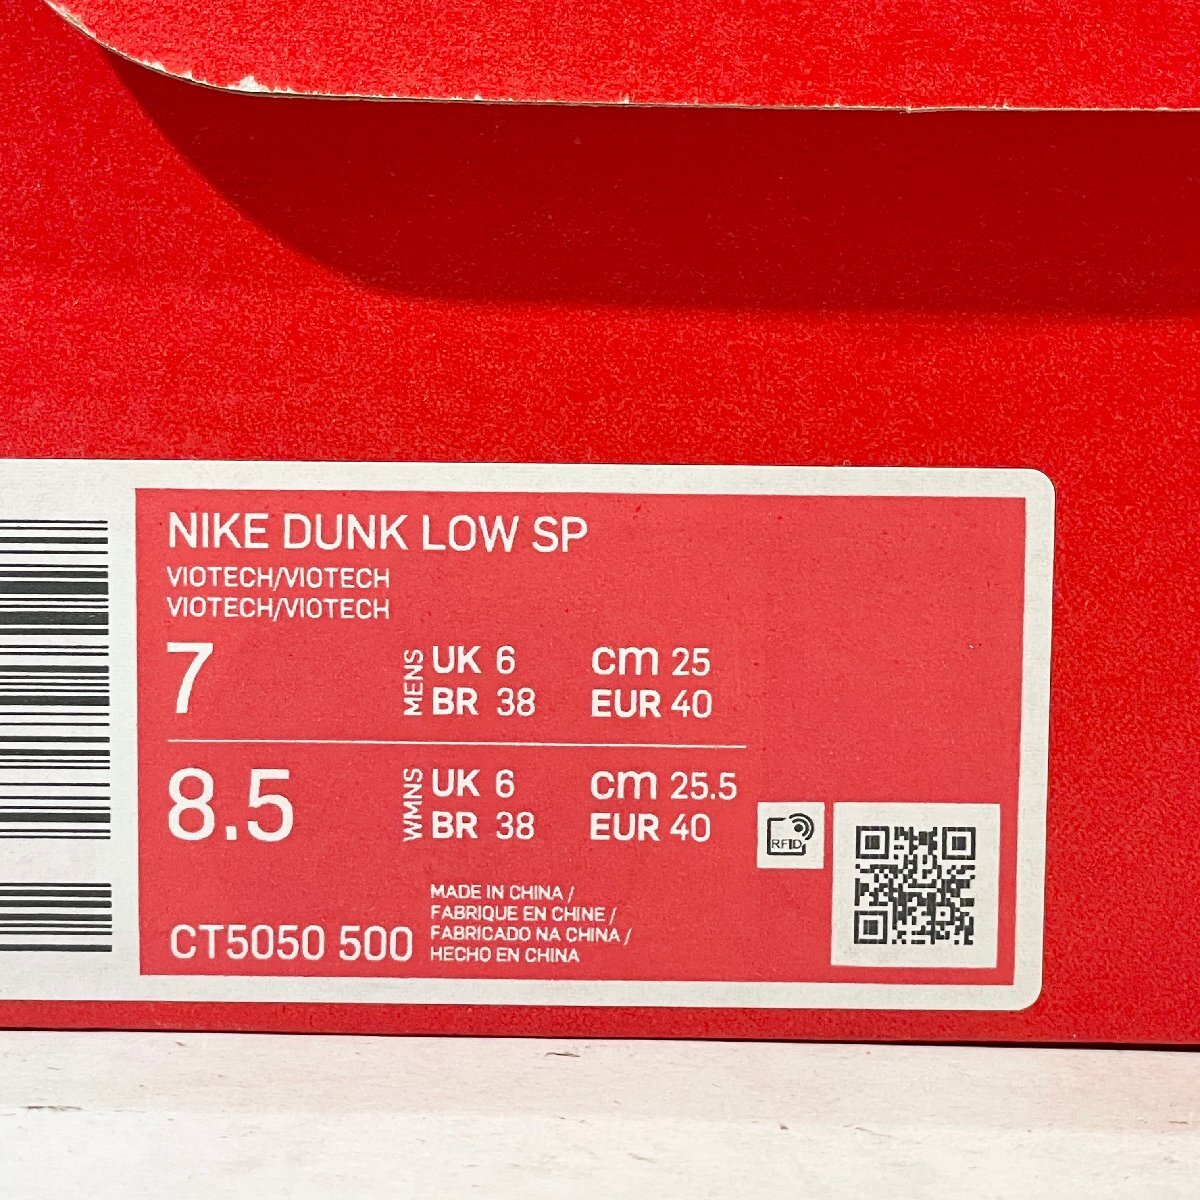 NIKE DUNK LOW SP
VIOTECH/VIOTECH
VIOTECH/VIOTECH
7 MENS UK 6 cm 25
BR 38 EUR 40
8.5 WMNS UK 6 cm 25.5
BR 38 EUR 40
RFID
MADE IN CHINA /
FABRIQUE EN CHINE /
FABRICADO NA CHINA /
HECHO EN CHINA
CT5050 500